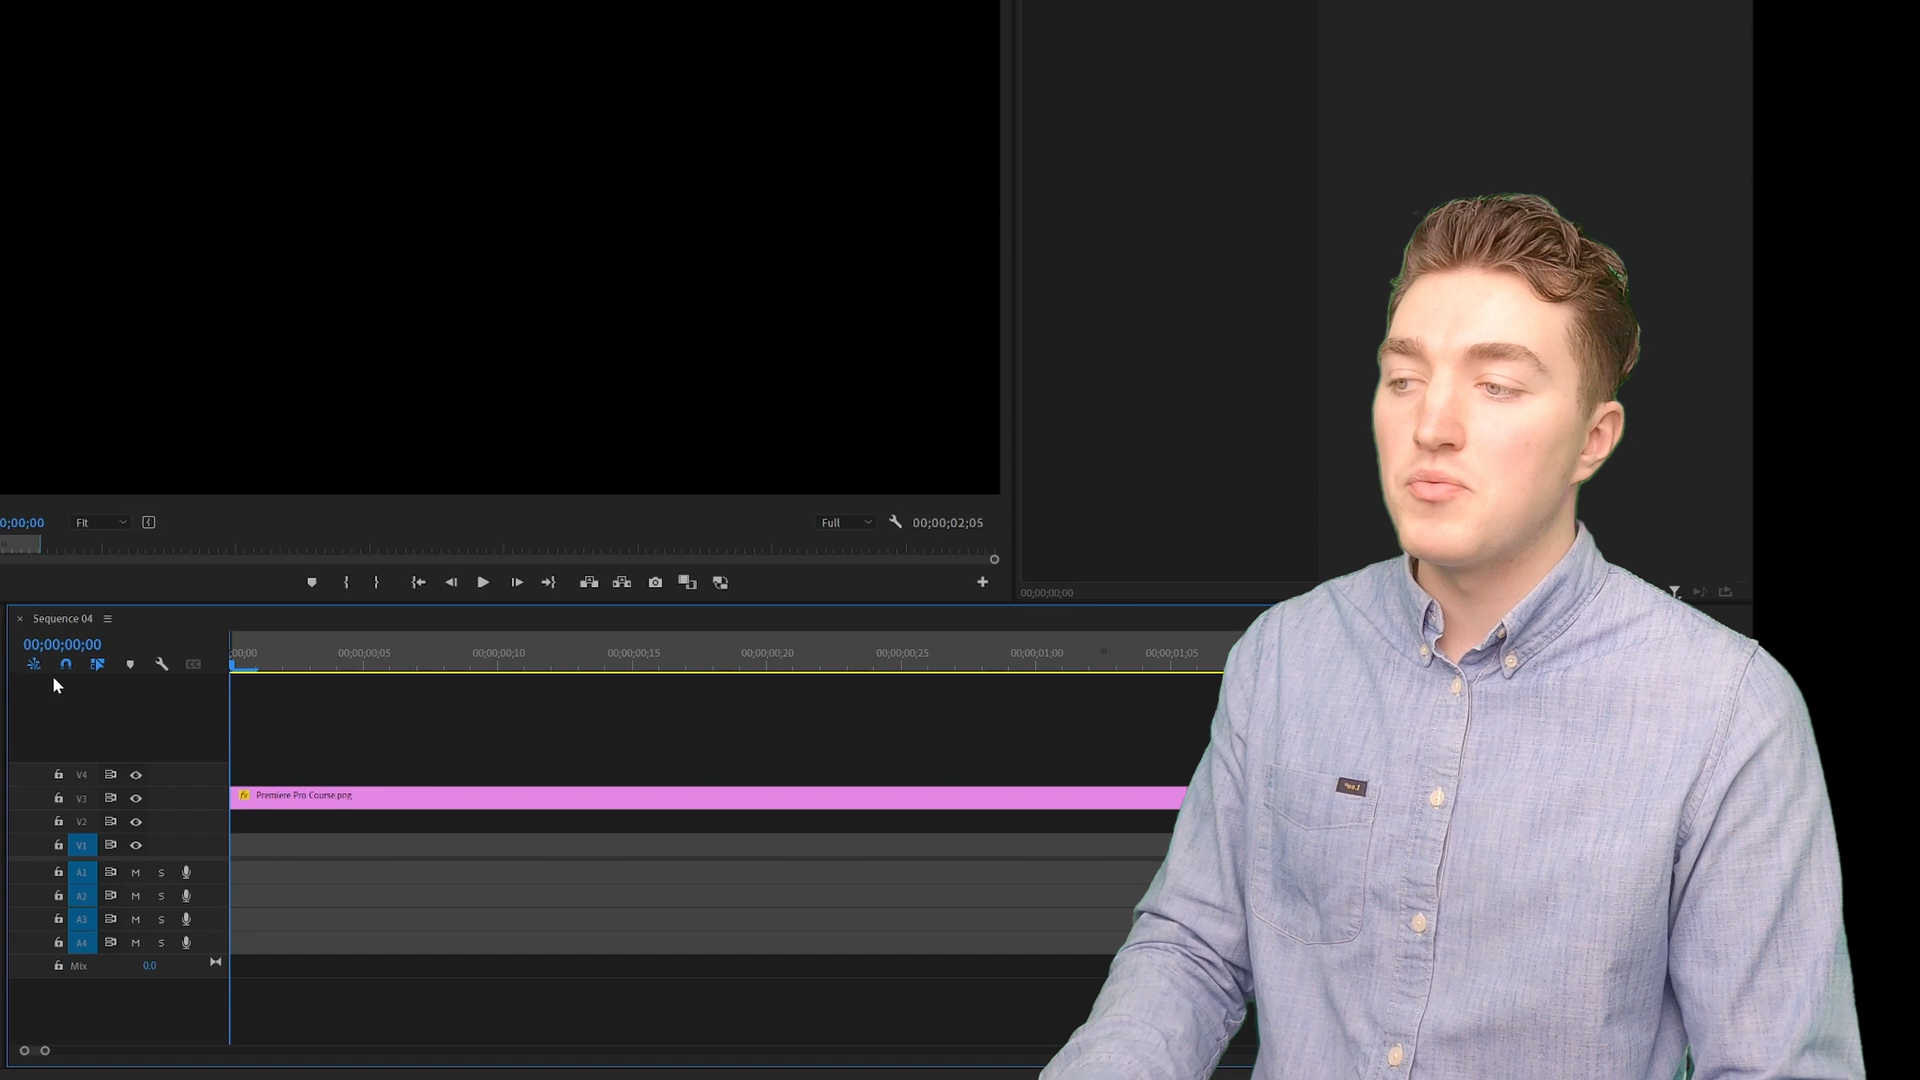 0;00;00
Fit
Full
00;00;02;05
00;00;00;00
Sequence 04
00;00;00;00
;00;00
00;00;00;05
00;00;00;10
00;00;00;15
00;00;00;20
00;00;00;25
00;00;01;00
00;00;01;05
V4
V3
fx Premiere Pro Course.png
V2
V1
A1 M S
A2 M S
A3 M S
A4 M S
Mix 0.0